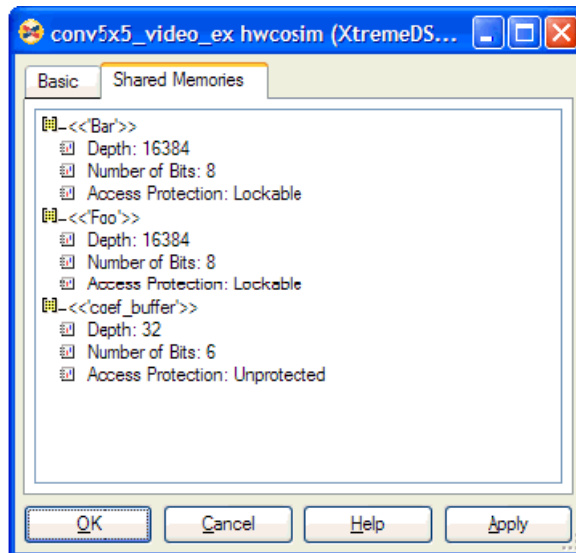 conv5x5_video_ex hwcosim (XtremeDS...
Basic Shared Memories
<<'Bar'>>
Depth: 16384
Number of Bits: 8
Access Protection: Lockable
<<'Foo'>>
Depth: 16384
Number of Bits: 8
Access Protection: Lockable
<<'coef_buffer'>>
Depth: 32
Number of Bits: 6
Access Protection: Unprotected
OK Cancel Help Apply